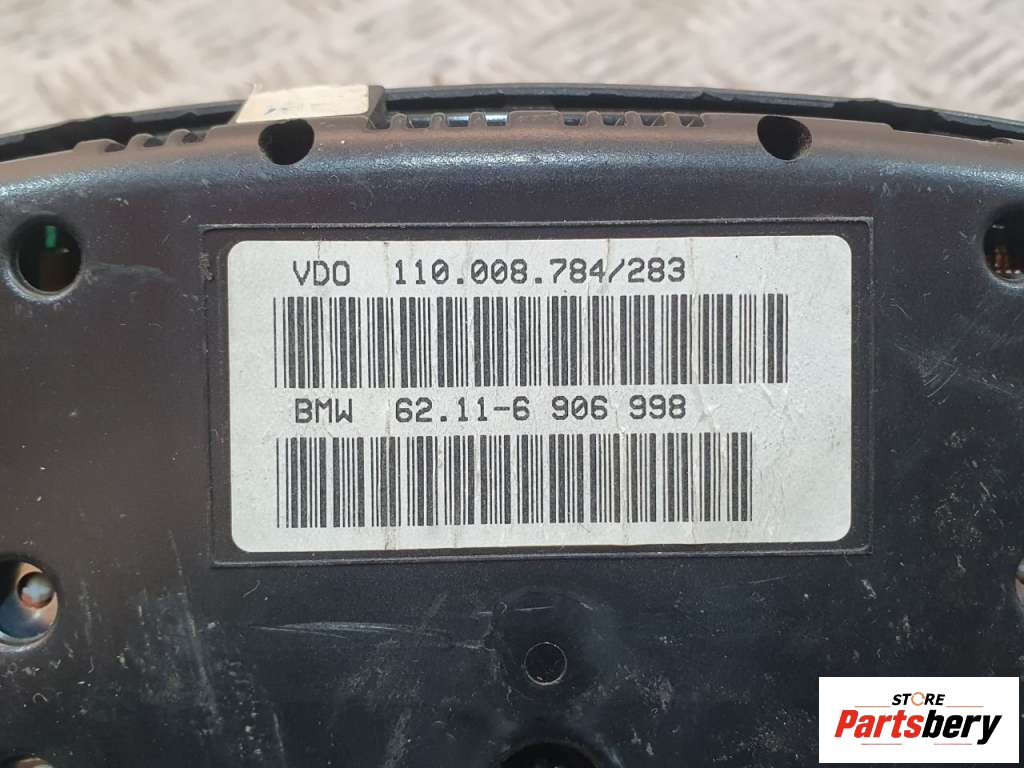 VDO 110.008.784/283
BMW 62.11-6 906 998
STORE
Partsbery